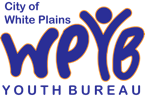 City of
White Plains
WPYB
YOUTH BUREAU